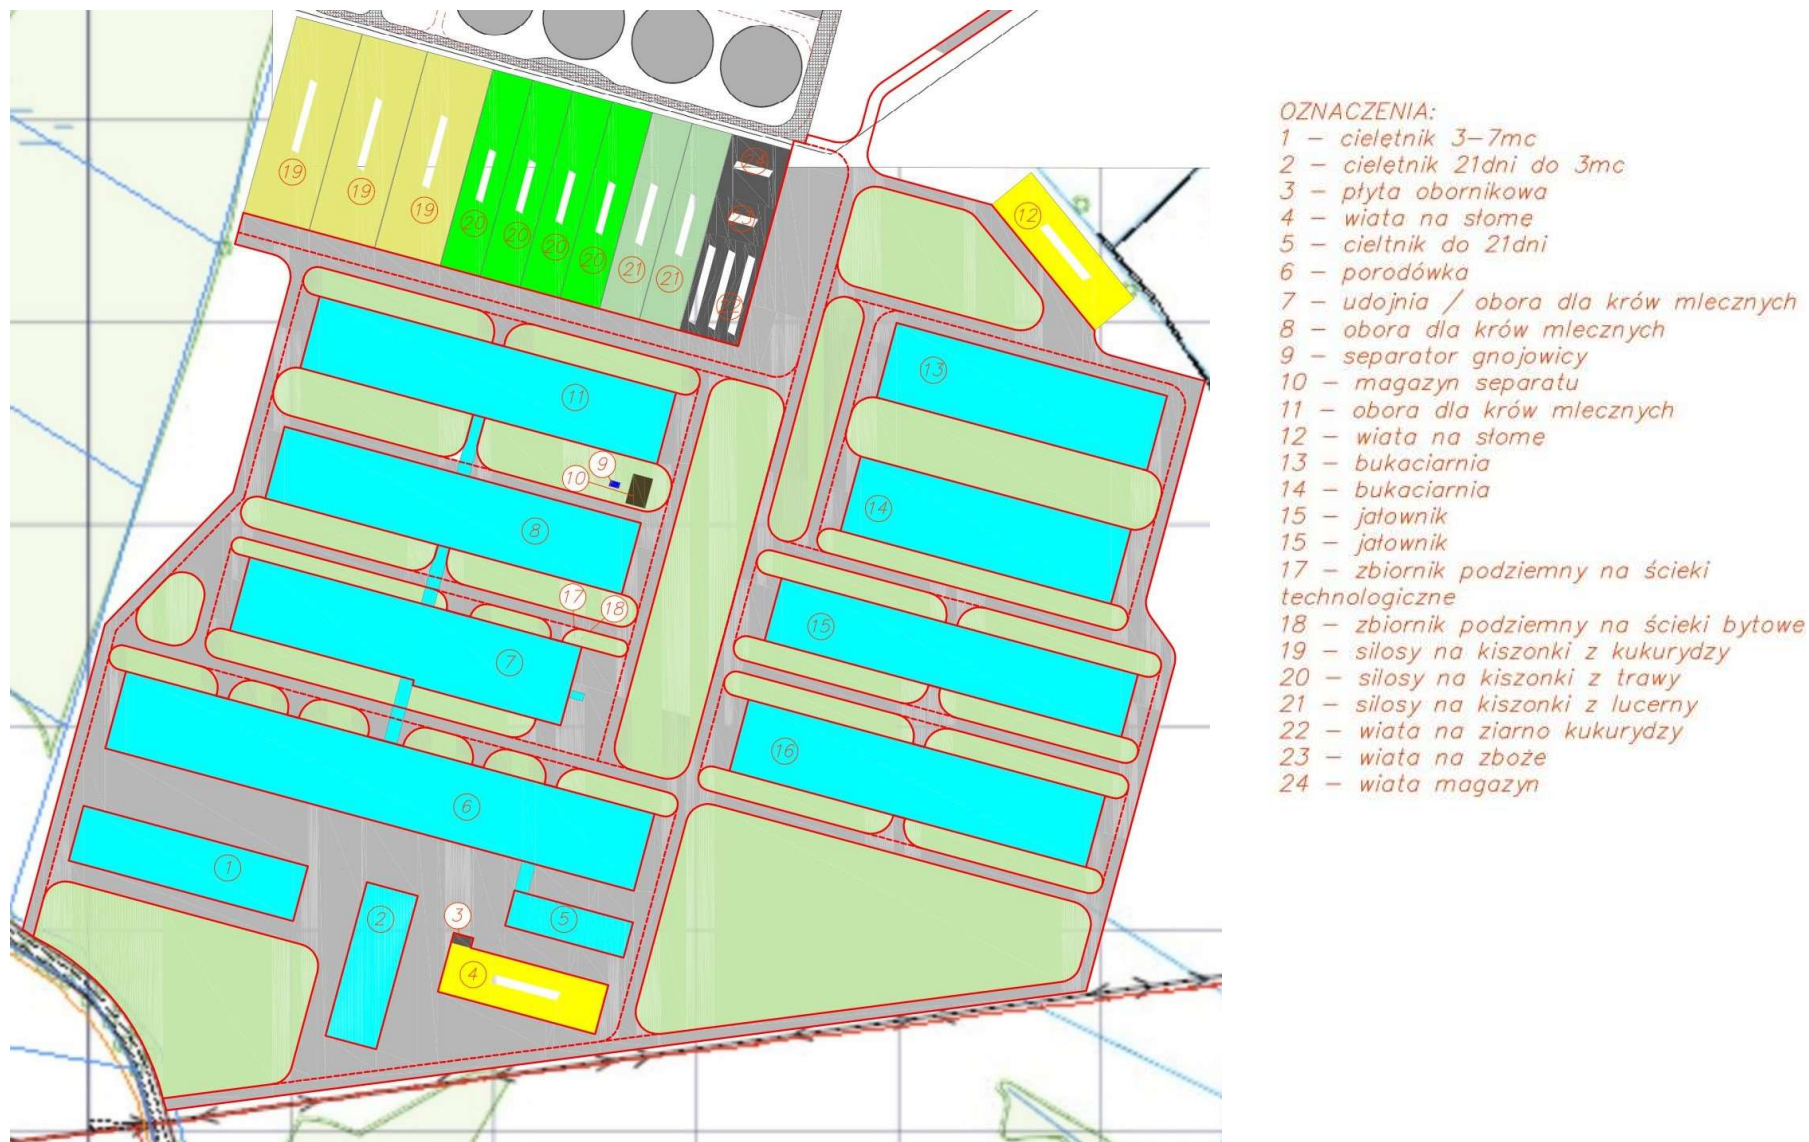 19
19
19
20
20
20
20
21
21
24
23
22
12
11
13
9
10
8
14
17
18
7
15
6
16
1
2
3
5
4
OZNACZENIA:
1 – cielętnik 3–7mc
2 – cielętnik 21dni do 3mc
3 – płyta obornikowa
4 – wiata na słomę
5 – cieltnik do 21dni
6 – porodówka
7 – udojnia / obora dla krów mlecznych
8 – obora dla krów mlecznych
9 – separator gnojowicy
10 – magazyn separatu
11 – obora dla krów mlecznych
12 – wiata na słomę
13 – bukaciarnia
14 – bukaciarnia
15 – jałownik
15 – jałownik
17 – zbiornik podziemny na ścieki
technologiczne
18 – zbiornik podziemny na ścieki bytowe
19 – silosy na kiszonki z kukurydzy
20 – silosy na kiszonki z trawy
21 – silosy na kiszonki z lucerny
22 – wiata na ziarno kukurydzy
23 – wiata na zboże
24 – wiata magazyn